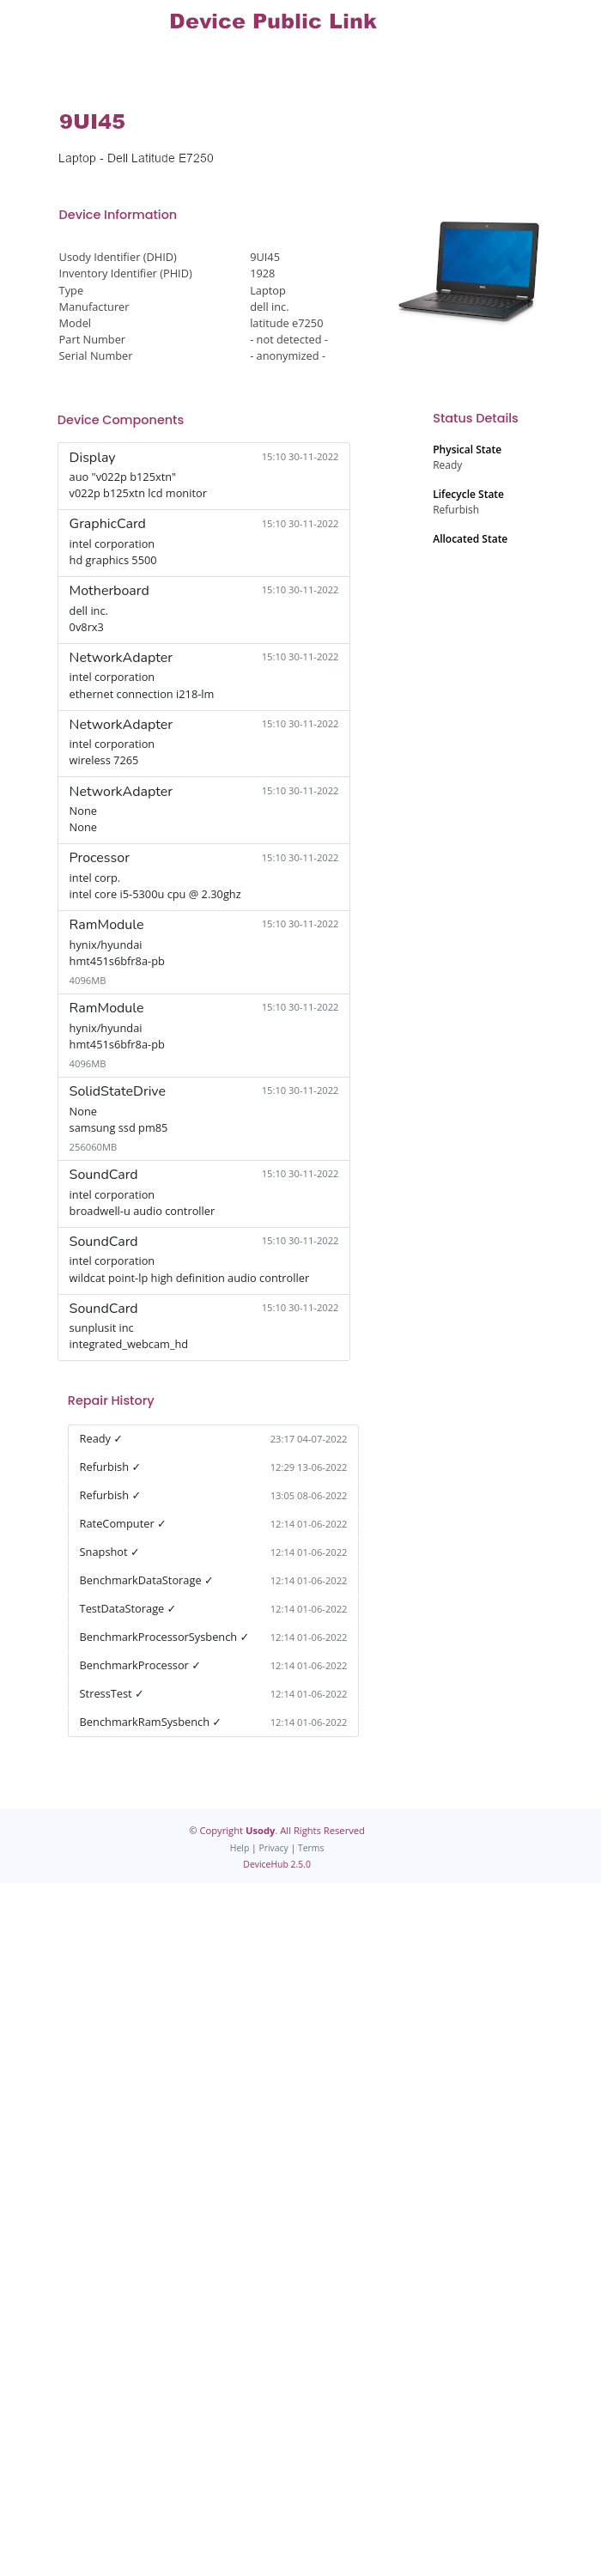 Device Public Link
9UI45
Laptop - Dell Latitude E7250
Device Information
Usody Identifier (DHID) 9UI45
Inventory Identifier (PHID) 1928
Type Laptop
Manufacturer dell inc.
Model latitude e7250
Part Number - not detected -
Serial Number - anonymized -
Device Components
Display 15:10 30-11-2022
auo "v022p b125xtn"
v022p b125xtn lcd monitor
GraphicCard 15:10 30-11-2022
intel corporation
hd graphics 5500
Motherboard 15:10 30-11-2022
dell inc.
0v8rx3
NetworkAdapter 15:10 30-11-2022
intel corporation
ethernet connection i218-lm
NetworkAdapter 15:10 30-11-2022
intel corporation
wireless 7265
NetworkAdapter 15:10 30-11-2022
None
None
Processor 15:10 30-11-2022
intel corp.
intel core i5-5300u cpu @ 2.30ghz
RamModule 15:10 30-11-2022
hynix/hyundai
hmt451s6bfr8a-pb
4096MB
RamModule 15:10 30-11-2022
hynix/hyundai
hmt451s6bfr8a-pb
4096MB
SolidStateDrive 15:10 30-11-2022
None
samsung ssd pm85
256060MB
SoundCard 15:10 30-11-2022
intel corporation
broadwell-u audio controller
SoundCard 15:10 30-11-2022
intel corporation
wildcat point-lp high definition audio controller
SoundCard 15:10 30-11-2022
sunplusit inc
integrated_webcam_hd
Status Details
Physical State
Ready
Lifecycle State
Refurbish
Allocated State
Repair History
Ready ✓ 23:17 04-07-2022
Refurbish ✓ 12:29 13-06-2022
Refurbish ✓ 13:05 08-06-2022
RateComputer ✓ 12:14 01-06-2022
Snapshot ✓ 12:14 01-06-2022
BenchmarkDataStorage ✓ 12:14 01-06-2022
TestDataStorage ✓ 12:14 01-06-2022
BenchmarkProcessorSysbench ✓ 12:14 01-06-2022
BenchmarkProcessor ✓ 12:14 01-06-2022
StressTest ✓ 12:14 01-06-2022
BenchmarkRamSysbench ✓ 12:14 01-06-2022
© Copyright Usody. All Rights Reserved
Help | Privacy | Terms
DeviceHub 2.5.0